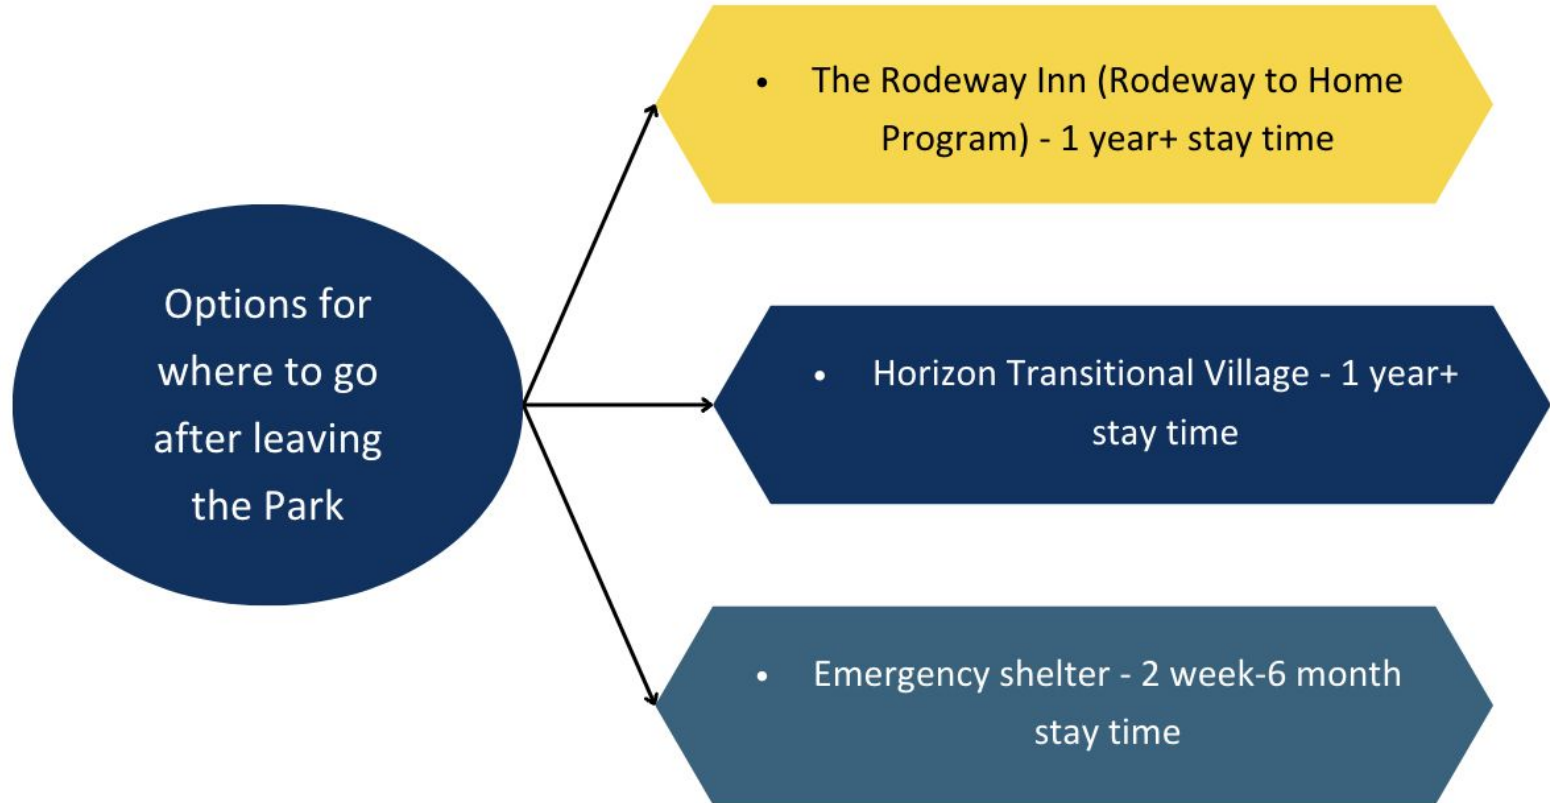 Options for
where to go
after leaving
the Park
• The Rodeway Inn (Rodeway to Home
Program) - 1 year+ stay time
• Horizon Transitional Village - 1 year+
stay time
• Emergency shelter - 2 week-6 month
stay time